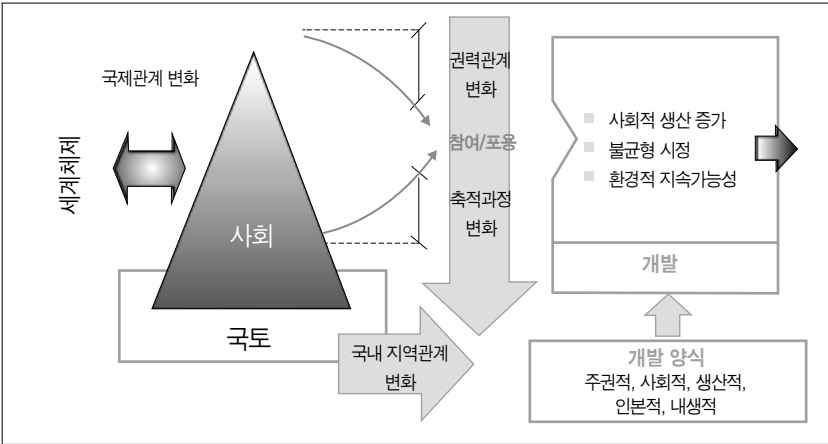 국제관계 변화
세계체제
사회
국토
권력관계
변화
참여/포용
축적과정
변화
국내 지역관계
변화
사회적 생산 증가
불균형 시정
환경적 지속가능성
개발
개발 양식
주권적, 사회적, 생산적,
인본적, 내생적